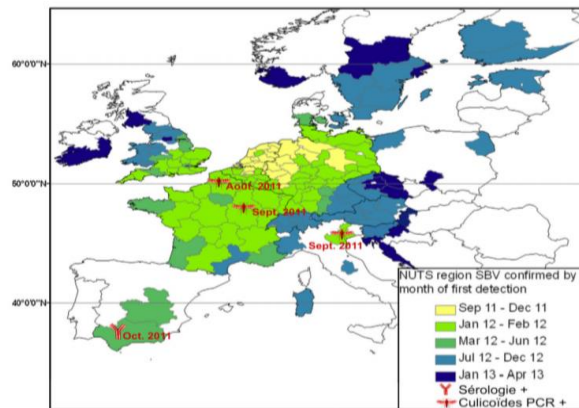 60°0'0"N
50°0'0"N
Août. 2011
Sept. 2011
Sept. 2011
40°0'0"N
Oct. 2011
NUTS region SBV confirmed by
month of first detection
Sep 11 - Dec 11
Jan 12 - Feb 12
Mar 12 - Jun 12
Jul 12 - Dec 12
Jan 13 - Apr 13
Sérologie +
Culicoïdes PCR +